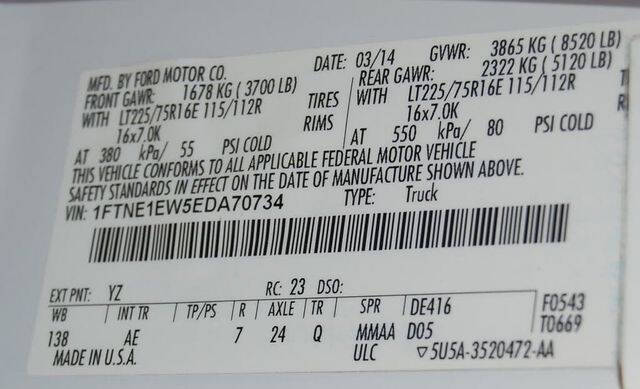 MFD. BY FORD MOTOR CO. DATE: 03/14 GVWR: 3865 KG ( 8520 LB)
FRONT GAWR: 1678 KG ( 3700 LB) REAR GAWR: 2322 KG ( 5120 LB)
WITH LT225/75R16E 115/112R TIRES WITH LT225/75R16E 115/112R
16x7.0K RIMS 16x7.0K
AT 380 kPa/ 55 PSI COLD AT 550 kPa/ 80 PSI COLD
THIS VEHICLE CONFORMS TO ALL APPLICABLE FEDERAL MOTOR VEHICLE
SAFETY STANDARDS IN EFFECT ON THE DATE OF MANUFACTURE SHOWN ABOVE.
VIN: 1FTNE1EW5EDA70734 TYPE: Truck
EXT PNT: YZ RC: 23 DSO:
WB INT TR TP/PS R AXLE TR SPR DE416 F0543
138 AE 7 24 Q MMAA D05 T0669
MADE IN U.S.A. ULC ▽5U5A-3520472-AA